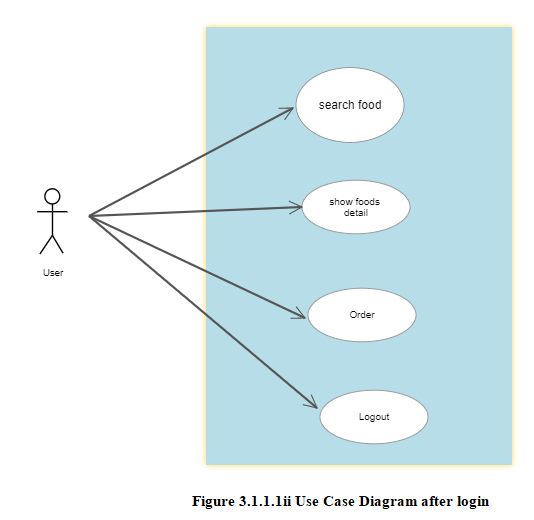 search food
show foods
detail
User
Order
Logout
Figure 3.1.1.1ii Use Case Diagram after login